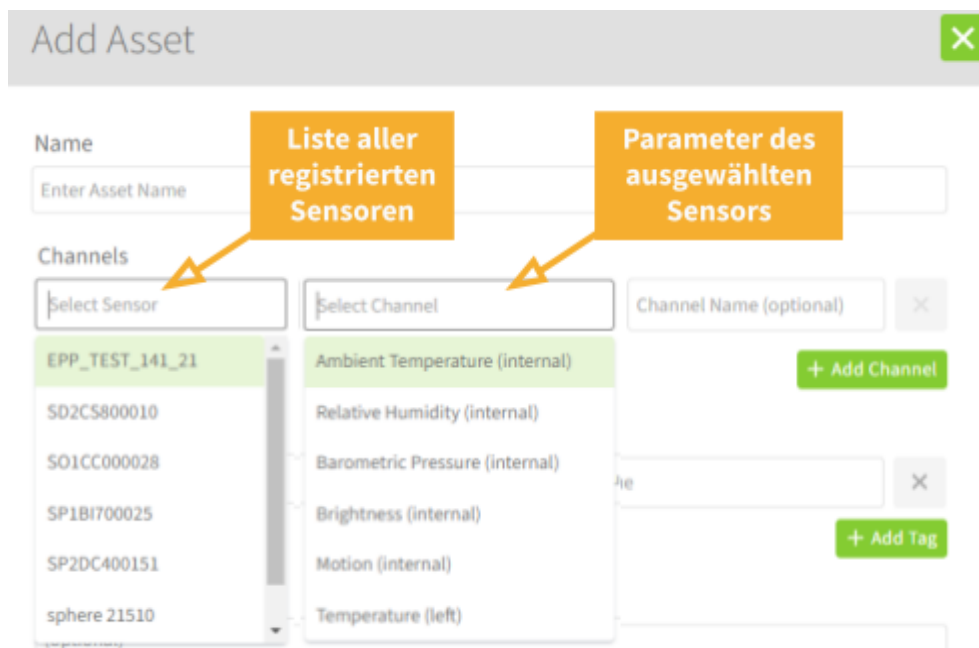 Add Asset
Name
Liste aller
registrierten
Sensoren
Parameter des
ausgewählten
Sensors
Enter Asset Name
Channels
Select Sensor
Select Channel
Channel Name (optional)
EPP_TEST_141_21
Ambient Temperature (internal)
+ Add Channel
SD2CS800010
Relative Humidity (internal)
SO1CC000028
Barometric Pressure (internal)
SP1BI700025
Brightness (internal)
+ Add Tag
SP2DC400151
Motion (internal)
sphere 21510
Temperature (left)